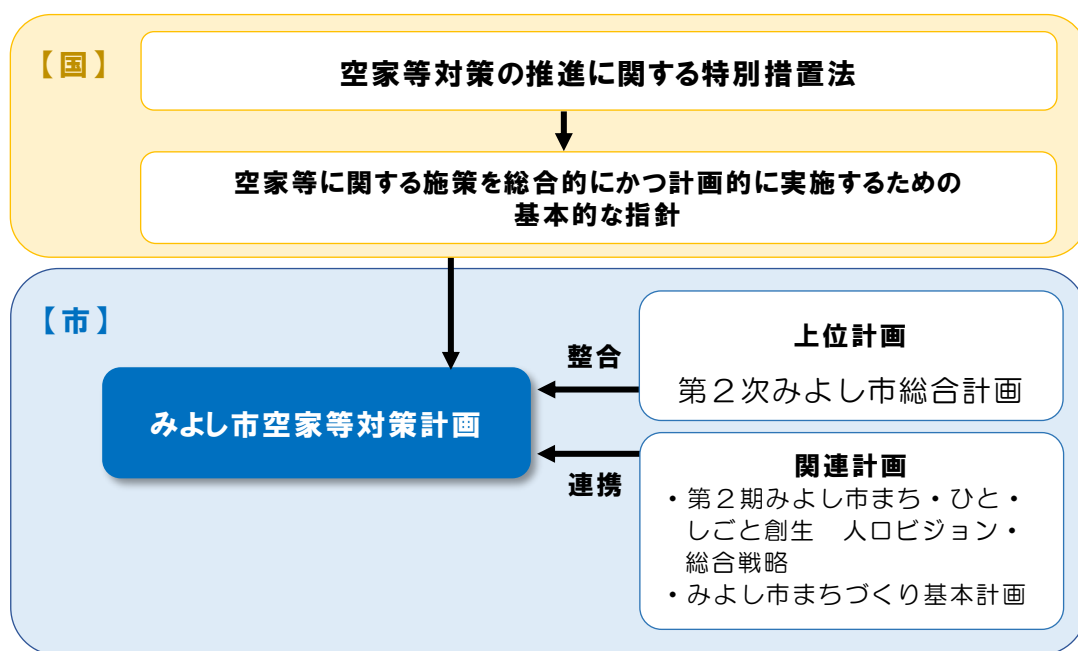 【国】
空家等対策の推進に関する特別措置法
空家等に関する施策を総合的にかつ計画的に実施するための
基本的な指針
【市】
みよし市空家等対策計画
整合
上位計画
第２次みよし市総合計画
連携
関連計画
・第２期みよし市まち・ひと・
しごと創生　人口ビジョン・
総合戦略
・みよし市まちづくり基本計画